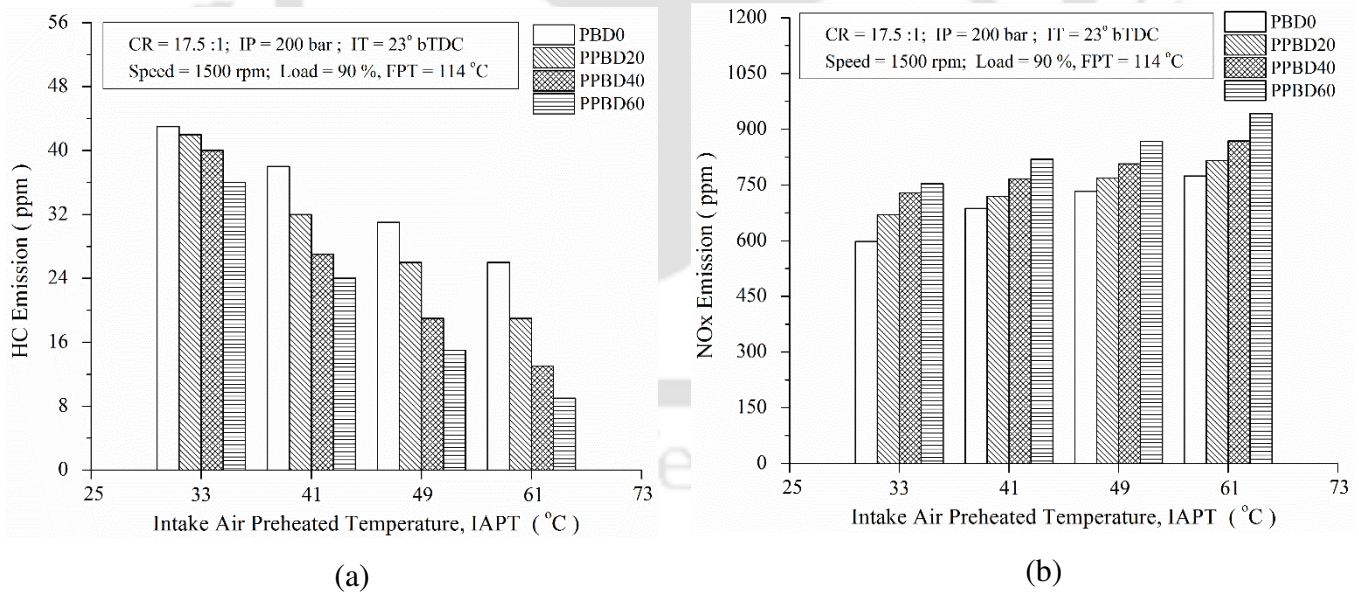 CR = 17.5 :1; IP = 200 bar ; IT = 23° bTDC
Speed = 1500 rpm; Load = 90 %, FPT = 114 °C
PBD0
PPBD20
PPBD40
PPBD60
56
48
40
32
24
16
8
0
HC Emission ( ppm )
25
33
41
49
61
73
Intake Air Preheated Temperature, IAPT ( °C )
(a)
CR = 17.5 :1; IP = 200 bar ; IT = 23° bTDC
Speed = 1500 rpm; Load = 90 %, FPT = 114 °C
PBD0
PPBD20
PPBD40
PPBD60
1200
1050
900
750
600
450
300
150
0
NOx Emission ( ppm )
25
33
41
49
61
73
Intake Air Preheated Temperature, IAPT ( °C )
(b)